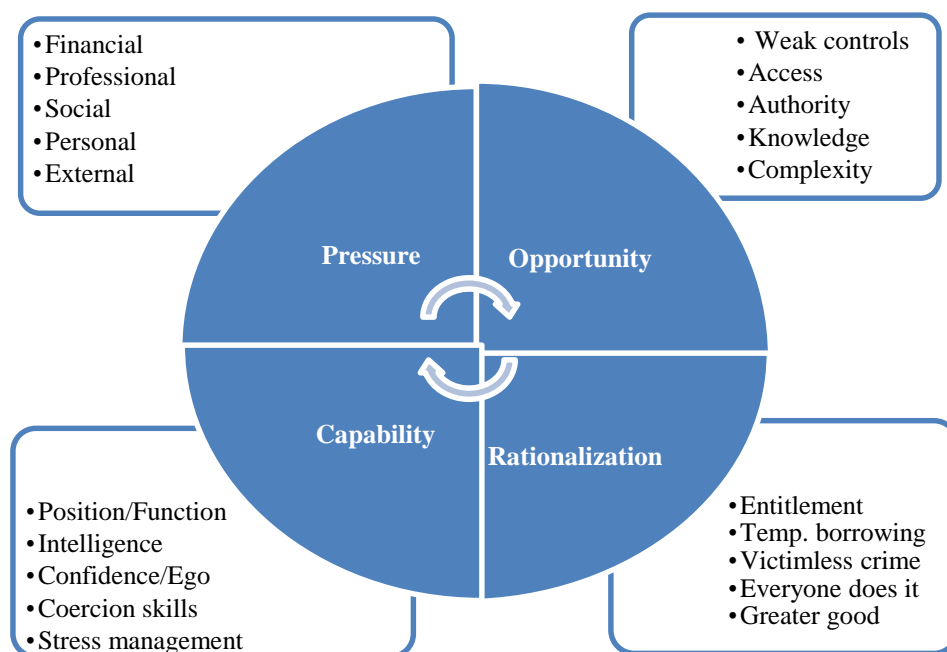 •Financial
•Professional
•Social
•Personal
•External
• Weak controls
•Access
•Authority
•Knowledge
•Complexity
Pressure
Opportunity
Capability
Rationalization
•Position/Function
•Intelligence
•Confidence/Ego
•Coercion skills
•Stress management
•Entitlement
•Temp. borrowing
•Victimless crime
•Everyone does it
•Greater good